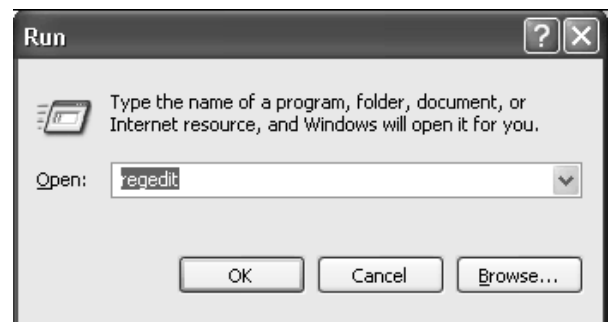 Run
Type the name of a program, folder, document, or
Internet resource, and Windows will open it for you.
Open: regedit
OK Cancel Browse...